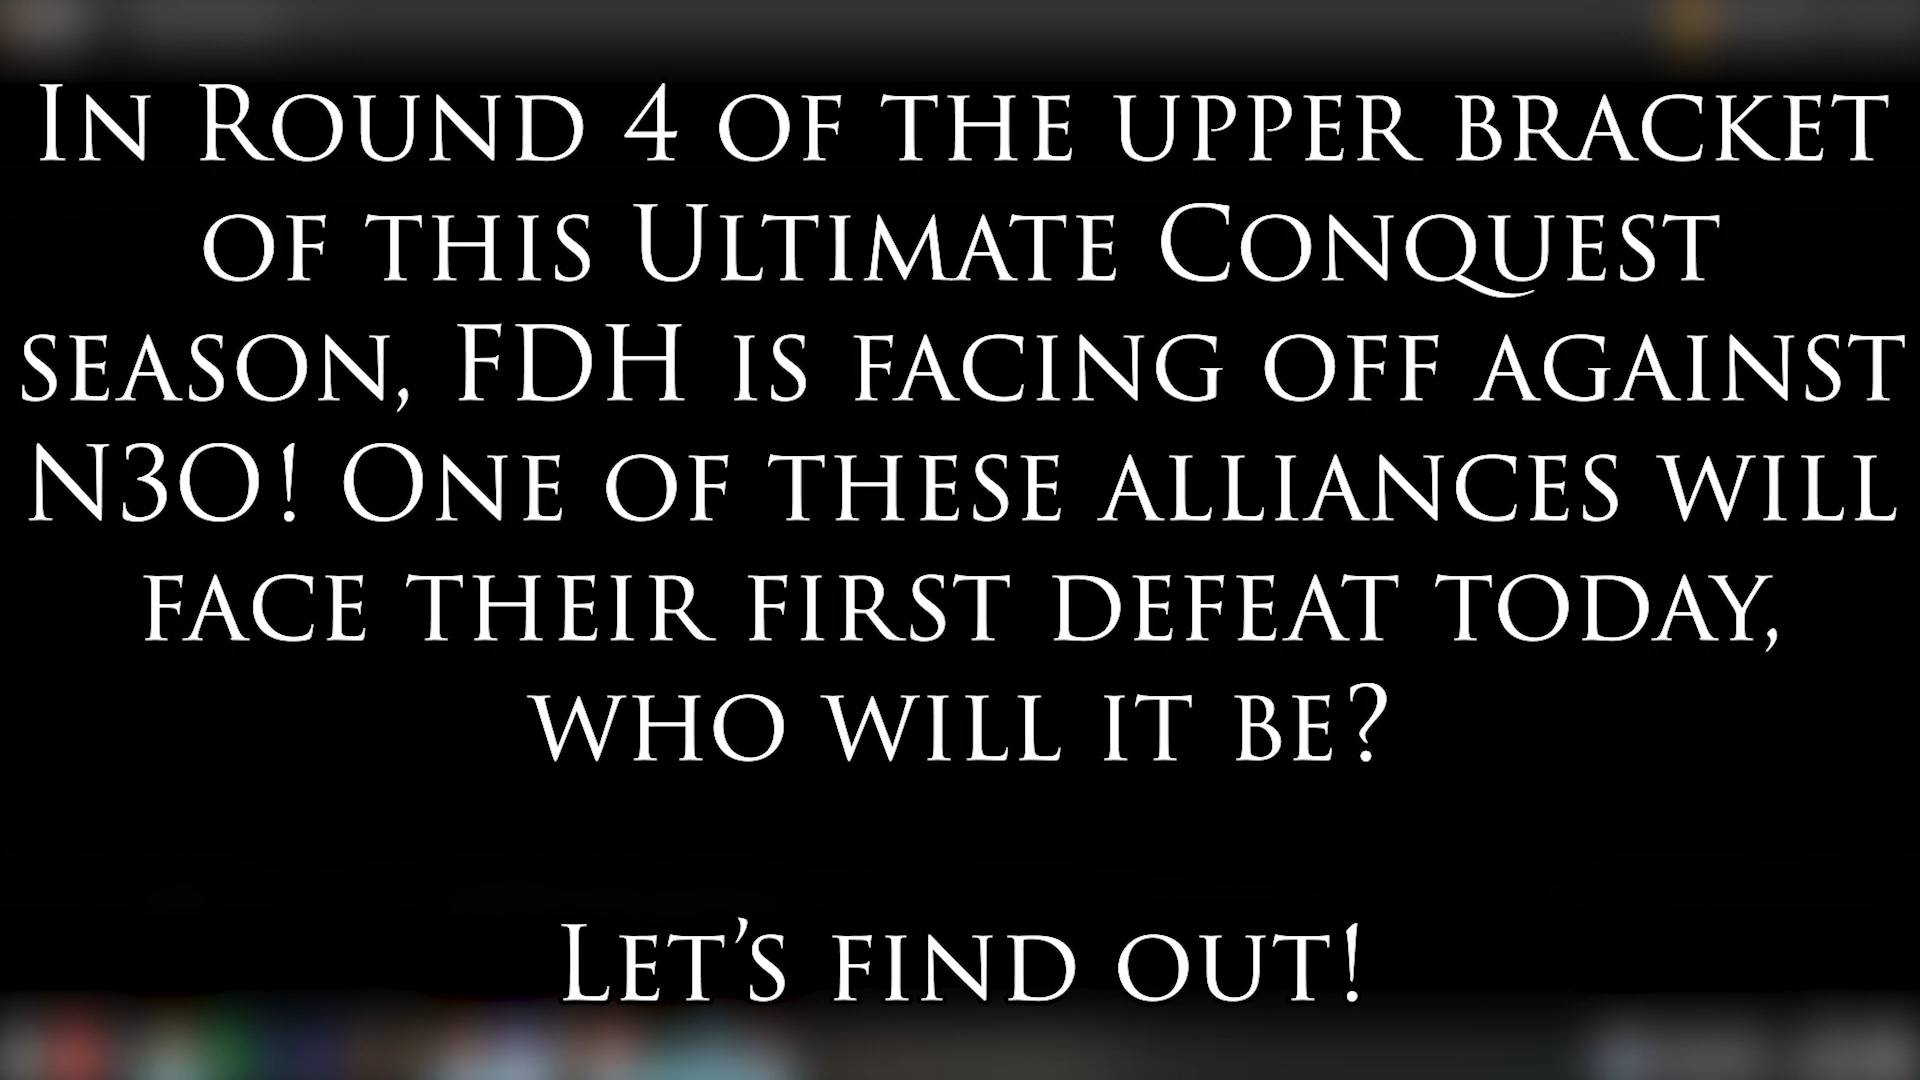 In Round 4 of the upper bracket
of this Ultimate Conquest
season, FDH is facing off against
N3O! One of these alliances will
face their first defeat today,
who will it be?
Let's find out!